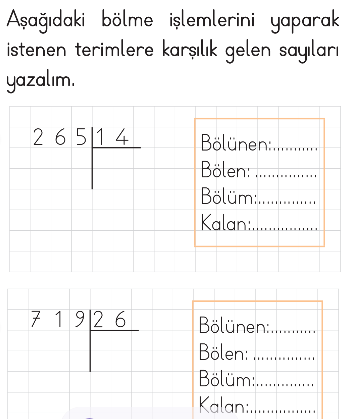 Aşağıdaki bölme işlemlerini yaparak
istenen terimlere karşılık gelen sayıları
yazalım.
2 6 5 1 4
Bölünen:...........
Bölen: ...............
Bölüm:..............
Kalan:................
7 1 9 2 6
Bölünen:...........
Bölen: ...............
Bölüm:..............
Kalan:................